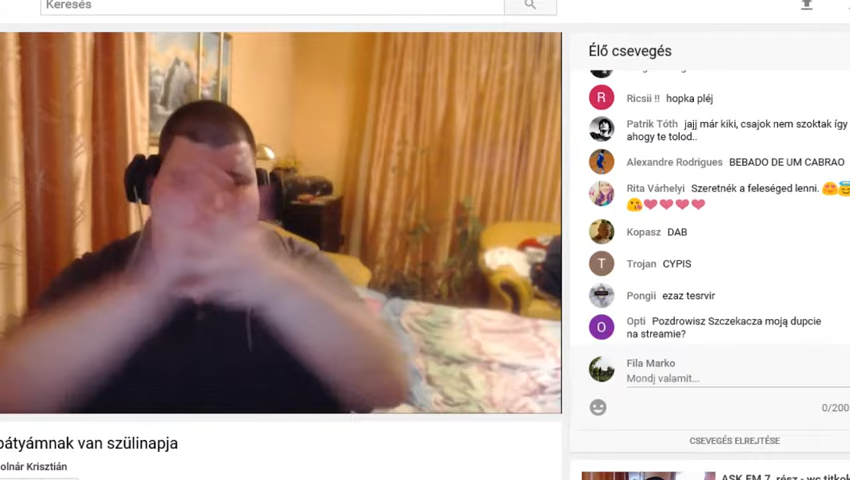 Keresés
Élő csevegés
Ricsii !! hopka pléj
Patrik Tóth jajj már kiki, csajok nem szoktak így
ahogy te tolod..
Alexandre Rodrigues BEBADO DE UM CABRAO
Rita Várhelyi Szeretnék a feleséged lenni. 😍😇
😘❤❤❤❤
Kopasz DAB
T
Trojan CYPIS
Pongii ezaz tesrvir
O
Opti Pozdrowisz Szczekacza moją dupcie
na streamie?
Fila Marko
Mondj valamit...
0/200
CSEVEGÉS ELREJTÉSE
bátyámnak van szülinapja
olnár Krisztián
ASK.FM 7. rész - wc titkok